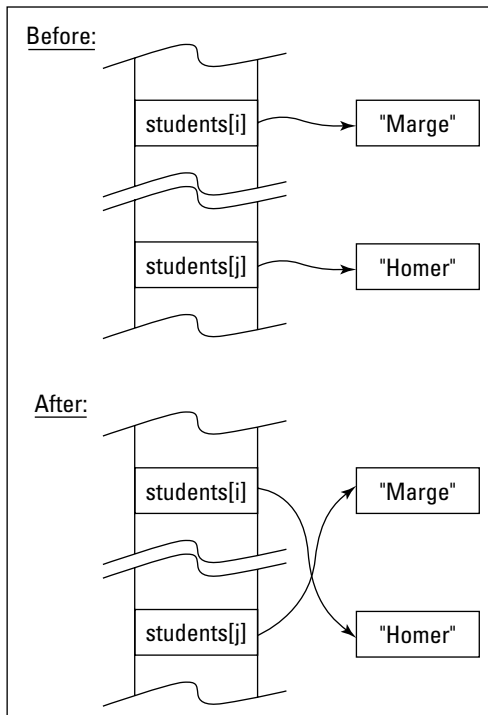 Before:
students[i]
"Marge"
students[j]
"Homer"
After:
students[i]
"Marge"
students[j]
"Homer"